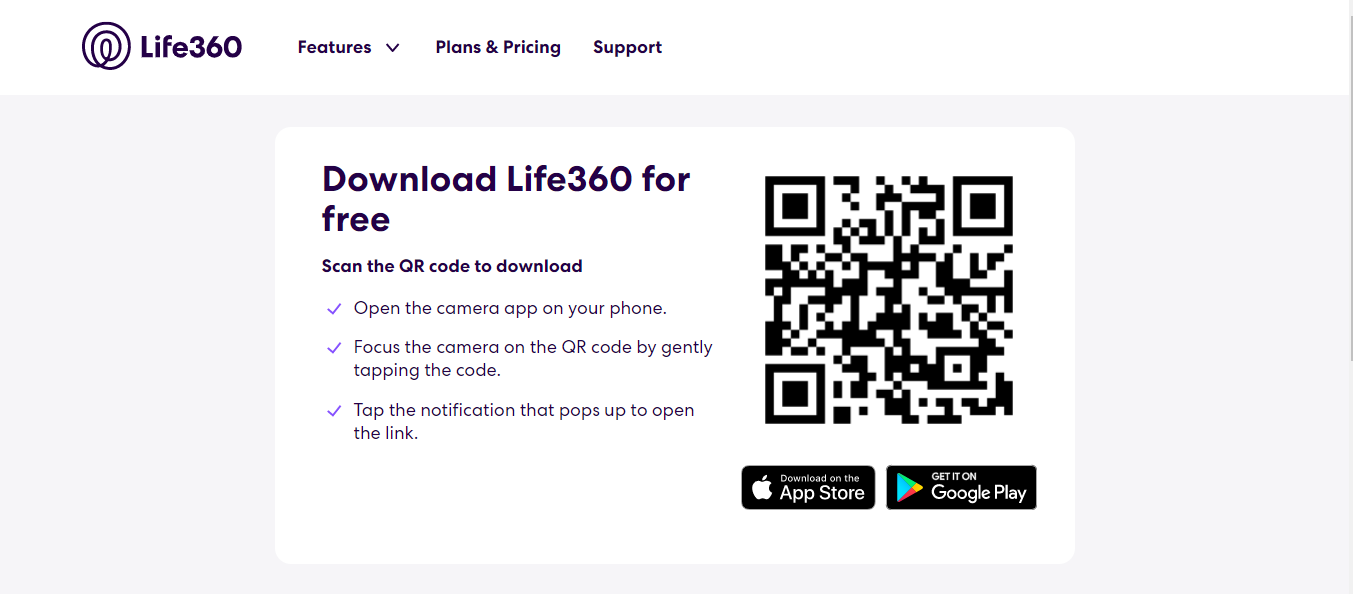 Life360
Features
Plans & Pricing
Support
Download Life360 for
free
Scan the QR code to download
Open the camera app on your phone.
Focus the camera on the QR code by gently
tapping the code.
Tap the notification that pops up to open
the link.
Download on the
App Store
GET IT ON
Google Play